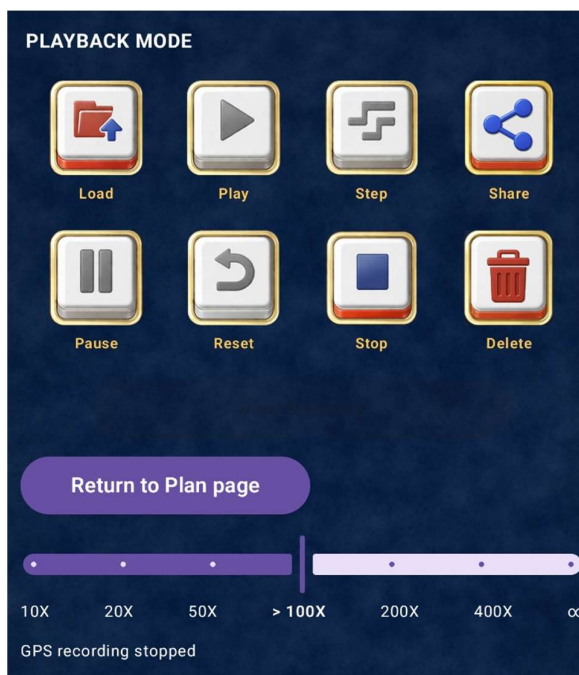 PLAYBACK MODE
Load Play Step Share
Pause Reset Stop Delete
Return to Plan page
10X 20X 50X > 100X 200X 400X ∞
GPS recording stopped